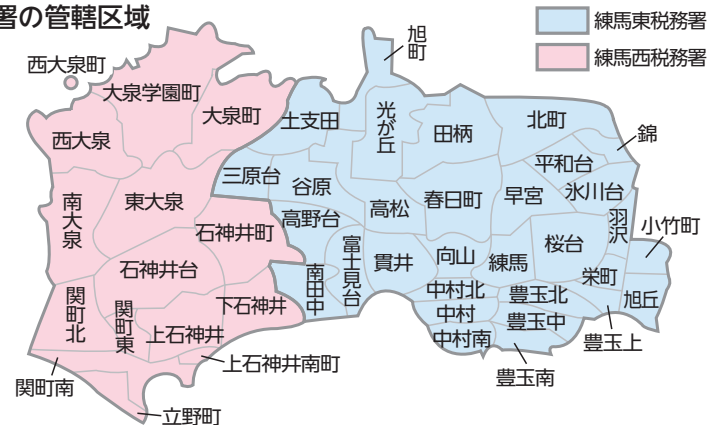 署の管轄区域
練馬東税務署
練馬西税務署
旭町
西大泉町
大泉学園町
大泉町
土支田
光が丘
田柄
北町
錦
西大泉
平和台
三原台
谷原
春日町
早宮
氷川台
南大泉
東大泉
高松
羽沢
小竹町
石神井町
高野台
富士見台
貫井
向山
練馬
桜台
石神井台
南田中
中村北
豊玉北
栄町
旭丘
関町北
関町東
下石神井
上石神井
中村
豊玉中
中村南
豊玉上
上石神井南町
豊玉南
関町南
立野町